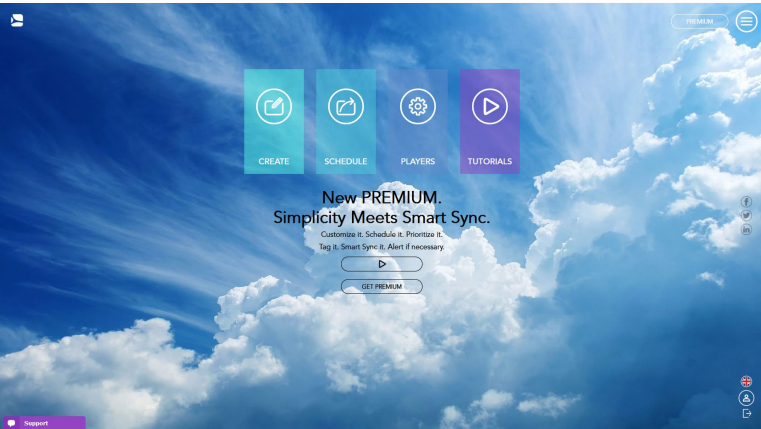 PREMIUM
CREATE
SCHEDULE
PLAYERS
TUTORIALS
New PREMIUM.
Simplicity Meets Smart Sync.
Customize it. Schedule it. Prioritize it.
Tag it. Smart Sync it. Alert if necessary.
GET PREMIUM
f
in
Support